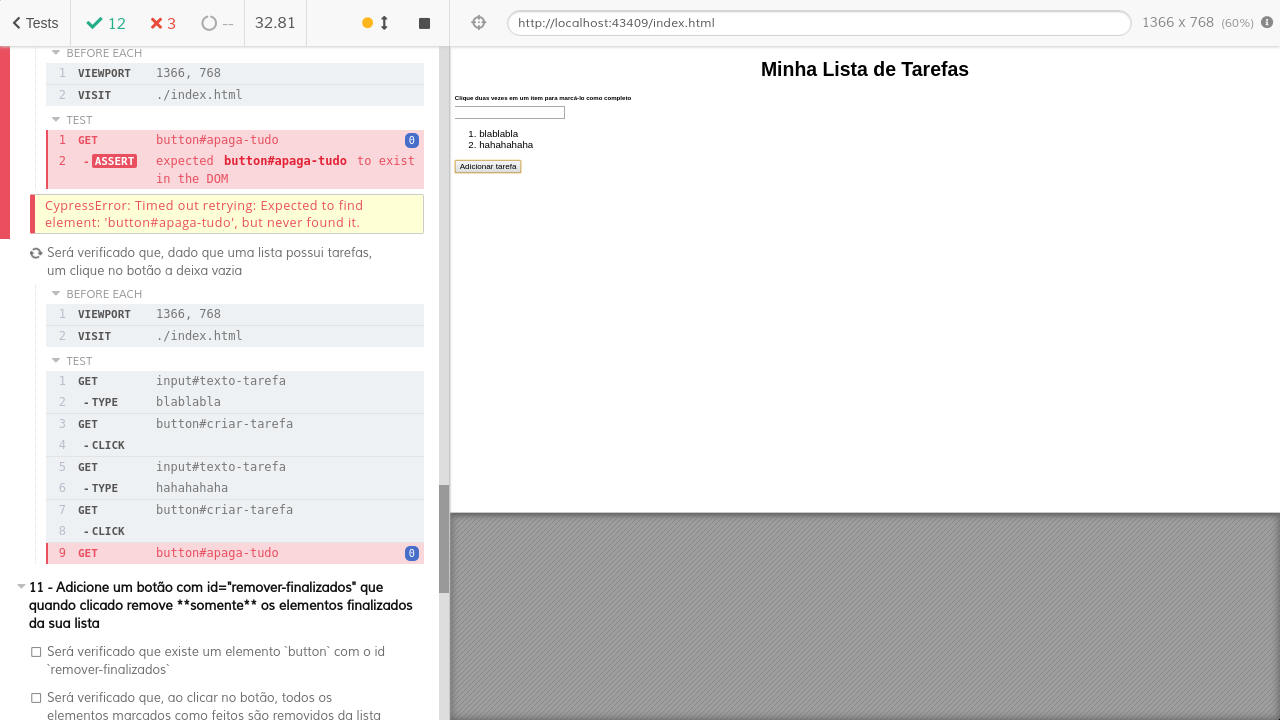 Tests 12 3 -- 32.81
http://localhost:43409/index.html 1366 x 768 (60%)
BEFORE EACH
1 VIEWPORT 1366, 768
2 VISIT ./index.html
TEST
1 GET button#apaga-tudo 0
2 -ASSERT expected button#apaga-tudo to exist
in the DOM
CypressError: Timed out retrying: Expected to find
element: 'button#apaga-tudo', but never found it.
Será verificado que, dado que uma lista possui tarefas,
um clique no botão a deixa vazia
BEFORE EACH
1 VIEWPORT 1366, 768
2 VISIT ./index.html
TEST
1 GET input#texto-tarefa
2 -TYPE blablabla
3 GET button#criar-tarefa
4 -CLICK
5 GET input#texto-tarefa
6 -TYPE hahahahaha
7 GET button#criar-tarefa
8 -CLICK
9 GET button#apaga-tudo 0
11 - Adicione um botão com id="remover-finalizados" que
quando clicado remove **somente** os elementos finalizados
da sua lista
Será verificado que existe um elemento `button` com o id
`remover-finalizados`
Será verificado que, ao clicar no botão, todos os
elementos marcados como feitos são removidos da lista
Minha Lista de Tarefas
Clique duas vezes em um item para marcá-lo como completo
1. blablabla
2. hahahahaha
Adicionar tarefa